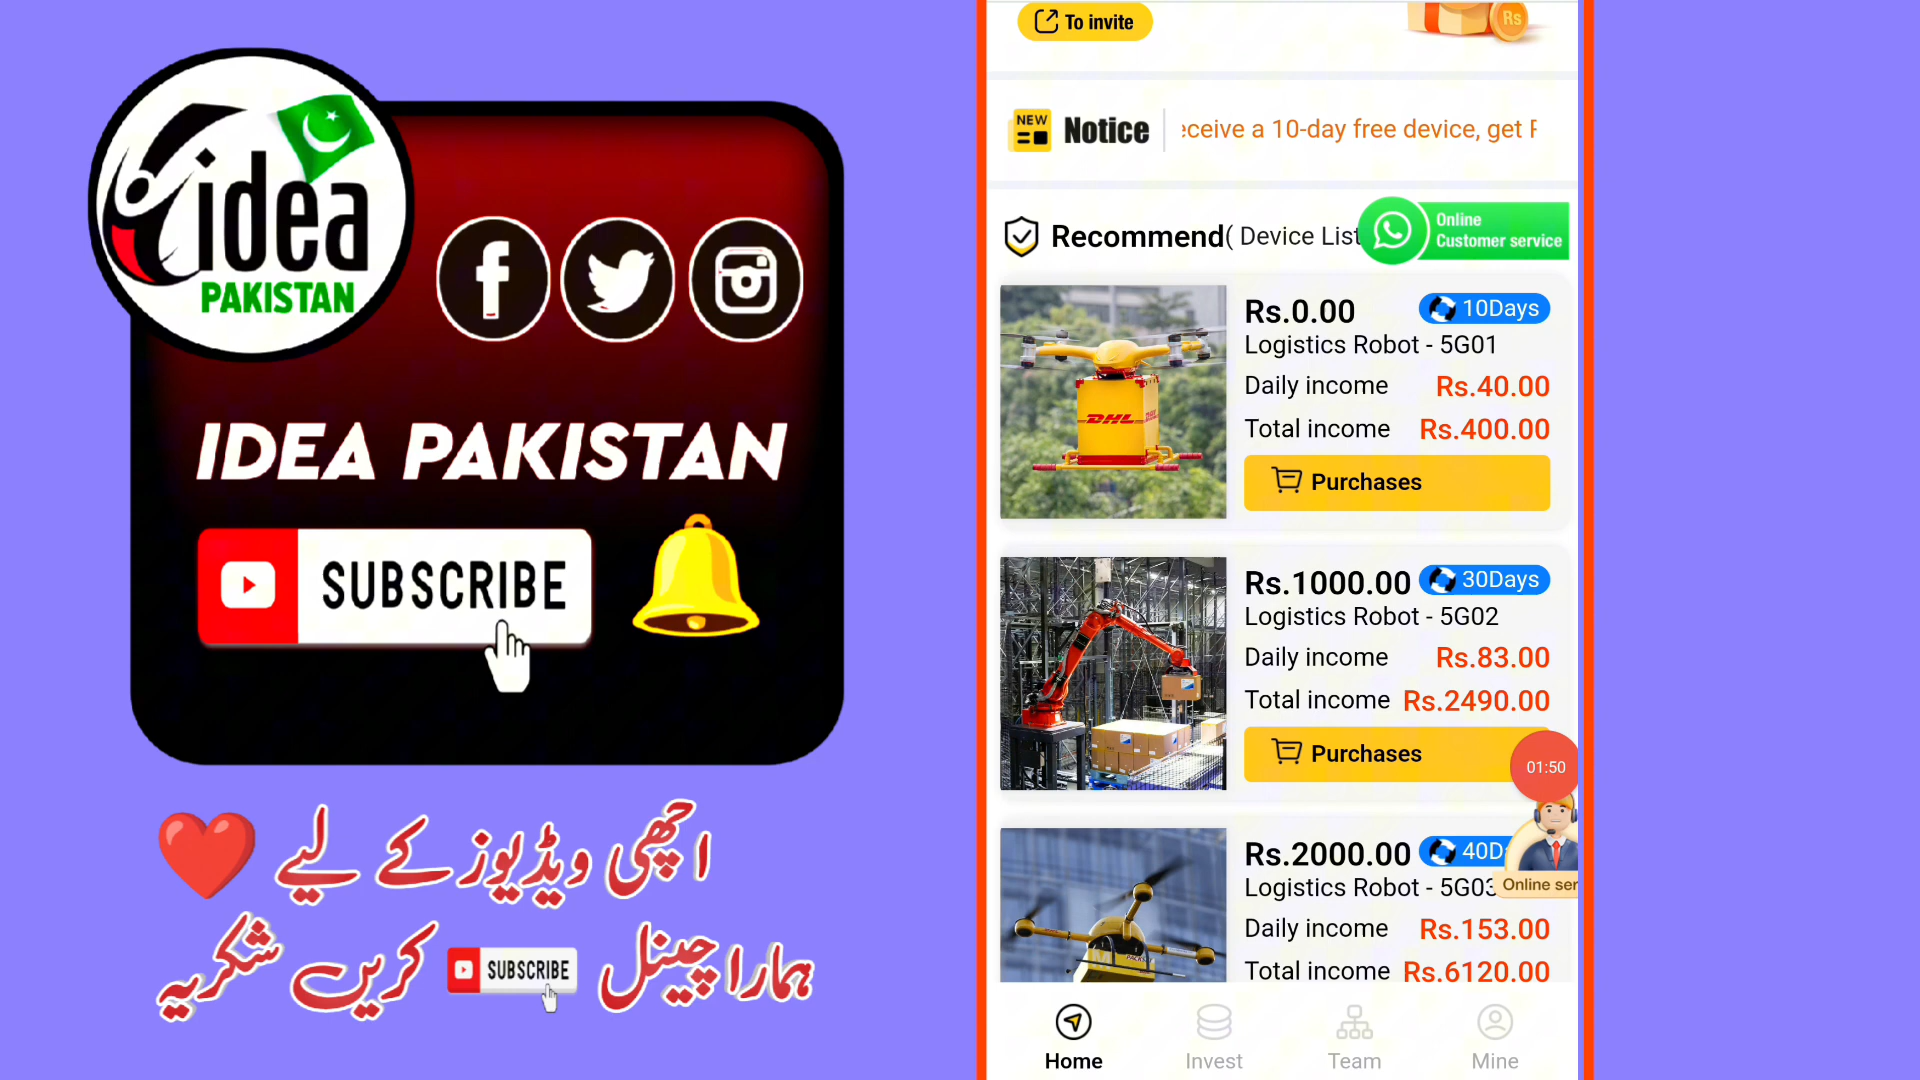 idea
PAKISTAN
IDEA PAKISTAN
SUBSCRIBE
اچھی ویڈیوز کے لیے
ہمارا چینل SUBSCRIBE کریں شکریہ
To invite
Rs
NEW
Notice
eceive a 10-day free device, get
Recommend( Device List
Online
Customer service
Rs.0.00
10Days
Logistics Robot - 5G01
Daily income Rs.40.00
Total income Rs.400.00
DHL
Purchases
Rs.1000.00
30Days
Logistics Robot - 5G02
Daily income Rs.83.00
Total income Rs.2490.00
Purchases
01:50
Rs.2000.00
40D
Logistics Robot - 5G03
Online ser
Daily income Rs.153.00
Total income Rs.6120.00
Home
Invest
Team
Mine